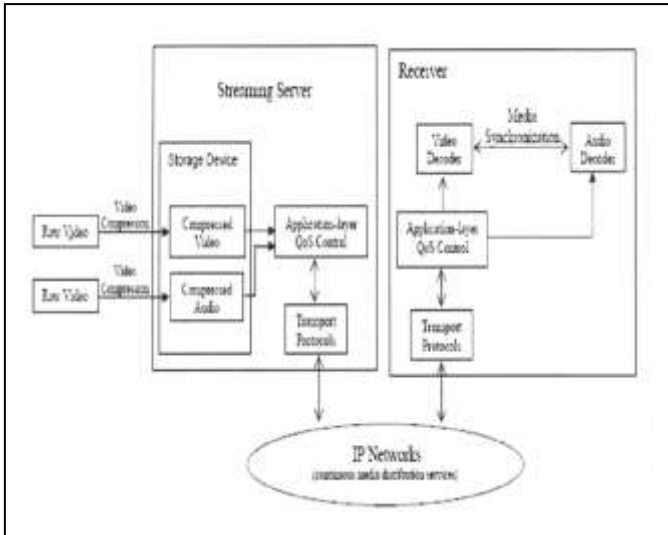 Streaming Server
Storage Device
Raw Video
Video
Compression
Compressed
Video
Application-layer
QoS Control
Raw Video
Video
Compression
Compressed
Audio
Transport
Protocols
Receiver
Video
Decoder
Media
Synchronization
Audio
Decoder
Application-layer
QoS Control
Transport
Protocols
IP Networks
(continuous media distribution services)